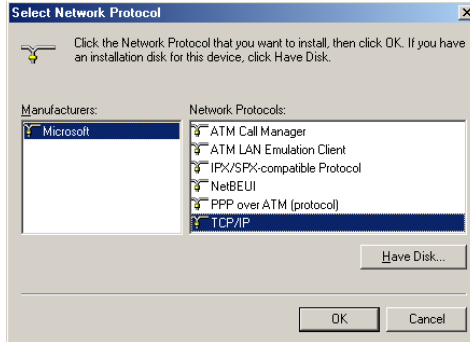 Select Network Protocol
Click the Network Protocol that you want to install, then click OK. If you have
an installation disk for this device, click Have Disk.
Manufacturers:
Network Protocols:
Microsoft
ATM Call Manager
ATM LAN Emulation Client
IPX/SPX-compatible Protocol
NetBEUI
PPP over ATM (protocol)
TCP/IP
Have Disk...
OK
Cancel